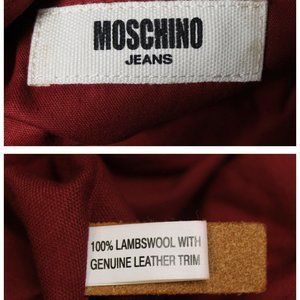 MOSCHINO
JEANS
100% LAMBSWOOL WITH
GENUINE LEATHER TRIM